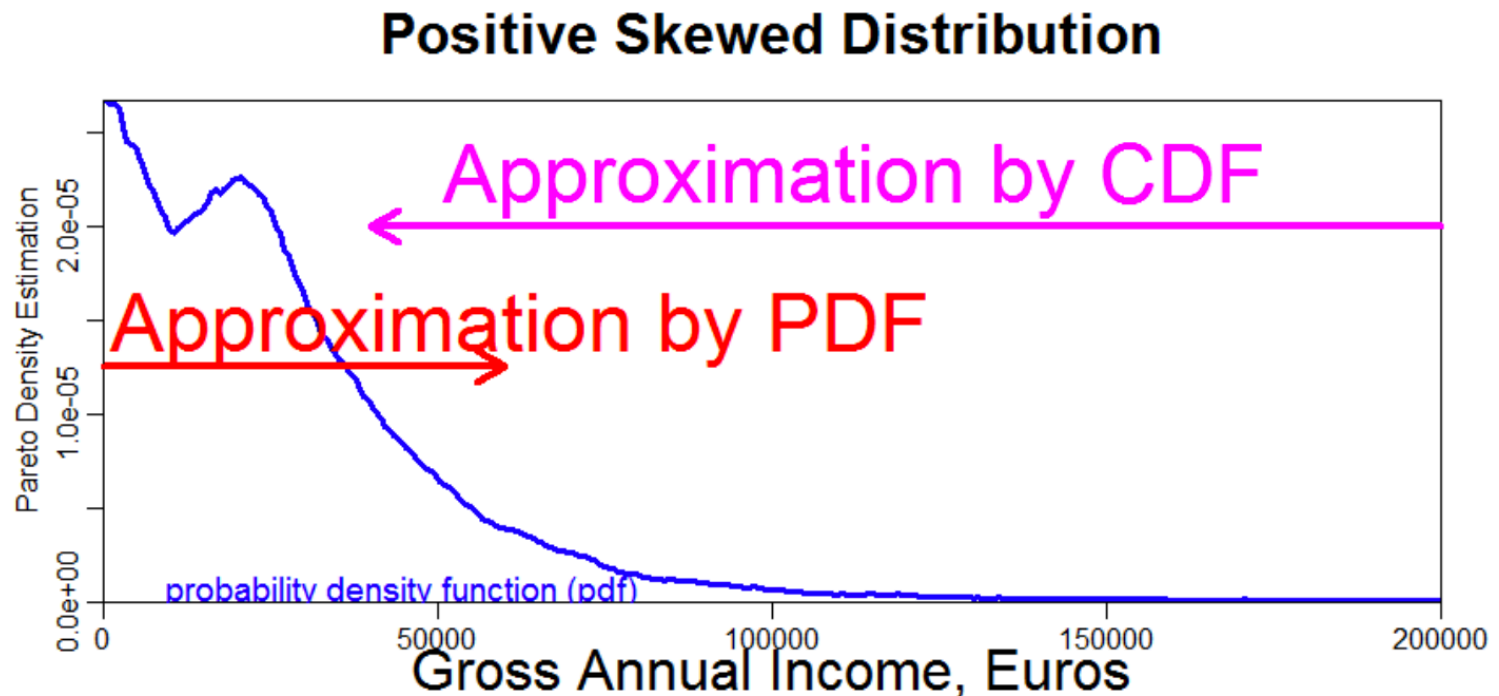 Positive Skewed Distribution
Pareto Density Estimation
2.0e-05
1.0e-05
0.0e+00
Approximation by CDF
Approximation by PDF
probability density function (pdf)
0 50000 100000 150000 200000
Gross Annual Income, Euros